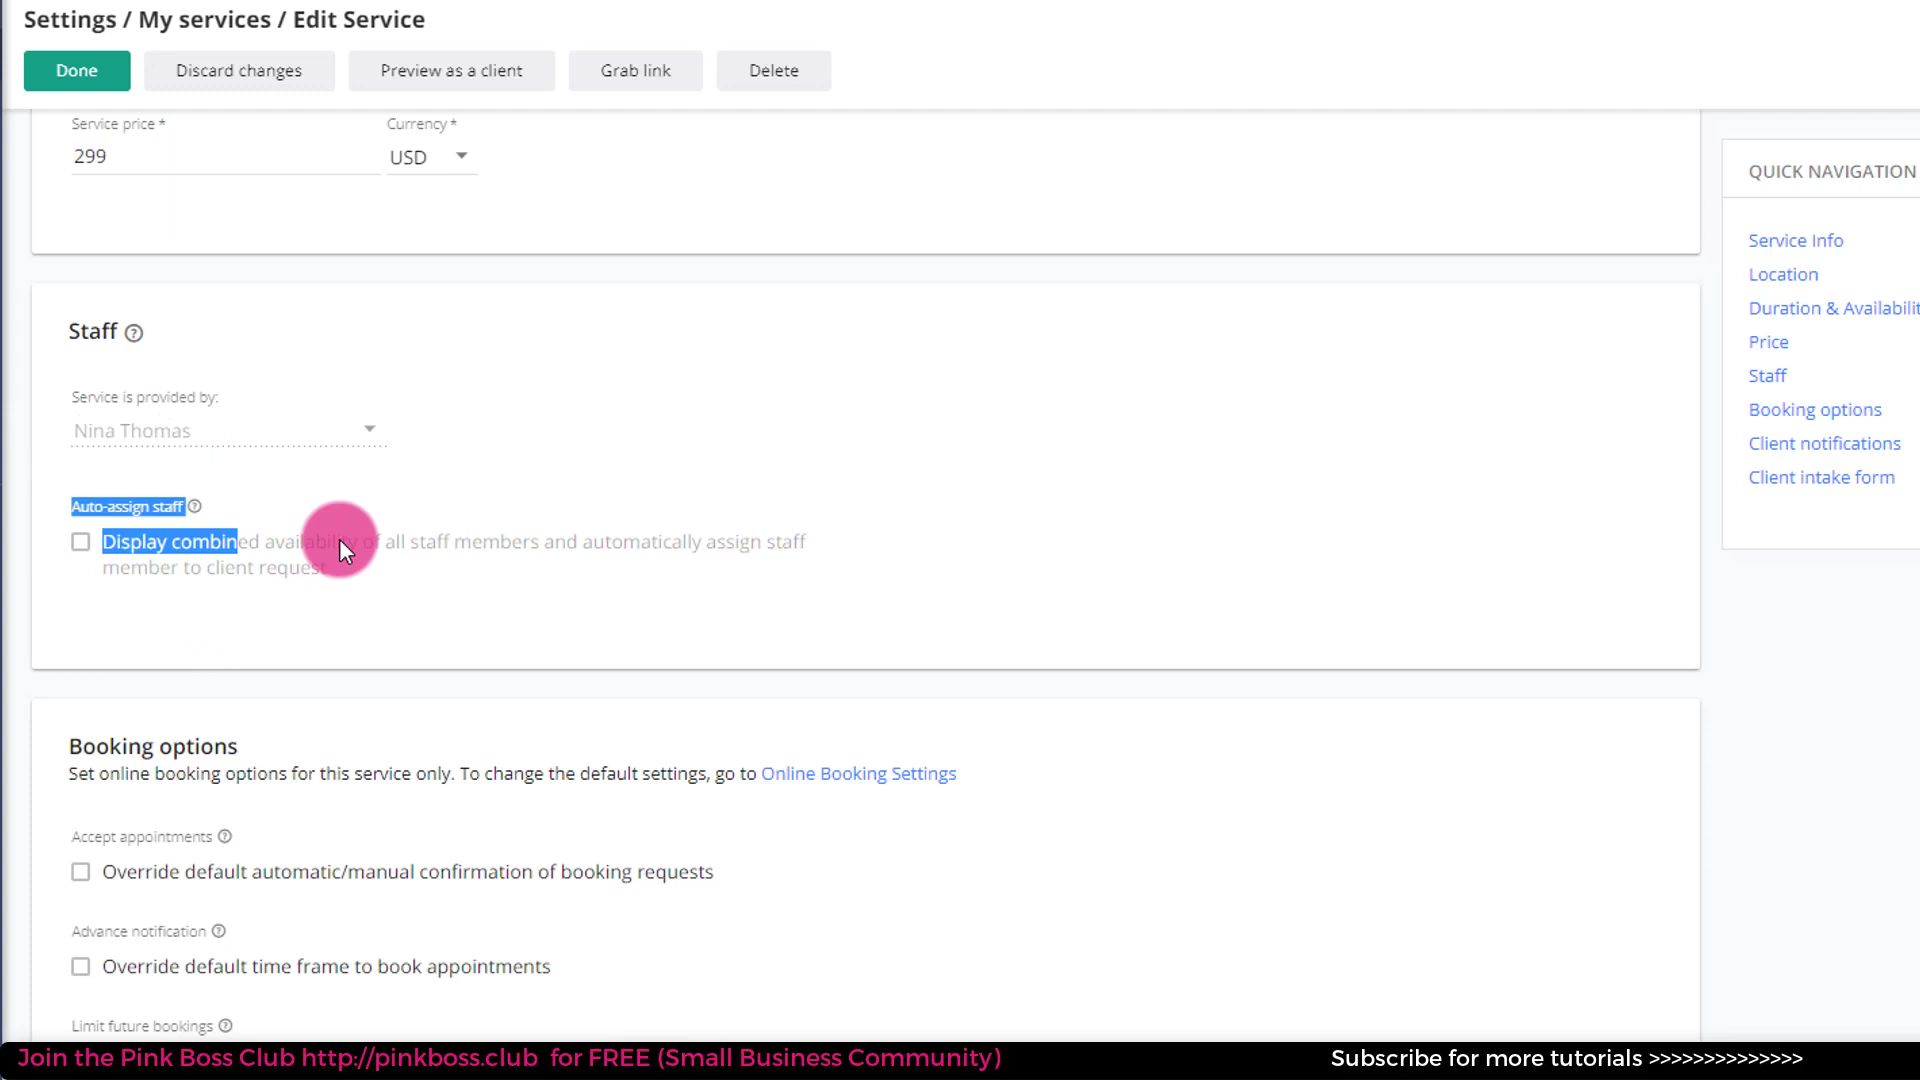 Settings / My services / Edit Service
Done
Discard changes
Preview as a client
Grab link
Delete
Service price *
Currency *
299
USD
QUICK NAVIGATION
Service Info
Location
Duration & Availabilit
Price
Staff
Booking options
Client notifications
Client intake form
Staff
Service is provided by:
Nina Thomas
Auto-assign staff
Display combined availability of all staff members and automatically assign staff
member to client request
Booking options
Set online booking options for this service only. To change the default settings, go to Online Booking Settings
Accept appointments
Override default automatic/manual confirmation of booking requests
Advance notification
Override default time frame to book appointments
Limit future bookings
Join the Pink Boss Club http://pinkboss.club for FREE (Small Business Community)
Subscribe for more tutorials >>>>>>>>>>>>>>